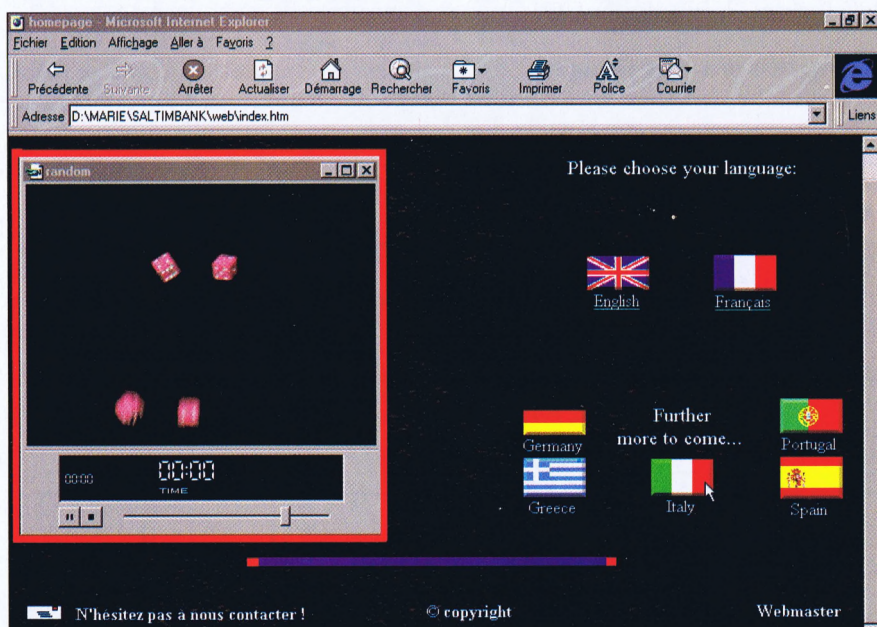 homepage - Microsoft Internet Explorer
Fichier Edition Affichage Aller à Favoris ?
Précédente Suivante Arrêter Actualiser Démarrage Rechercher Favoris Imprimer Police Courrier
Adresse D:\MARIE\SALTIMBANK\web\index.htm Liens
random
Please choose your language:
English Français
Further
more to come...
Germany Portugal
Greece Italy Spain
00:00 00:00
TIME
N'hésitez pas à nous contacter ! © copyright Webmaster